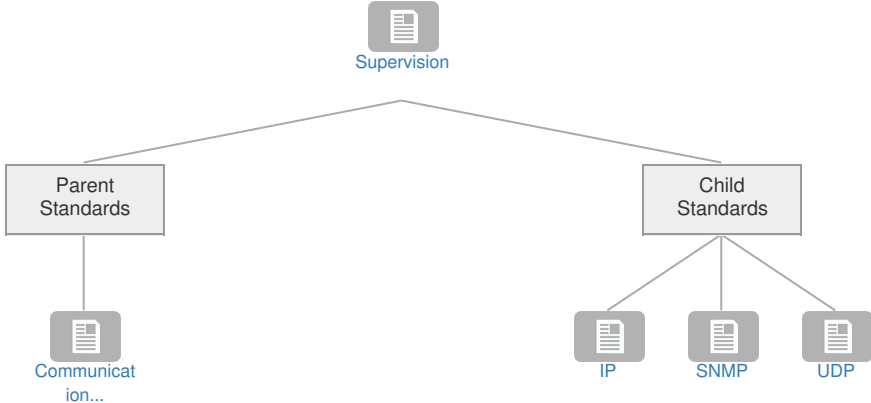 Supervision
Parent
Standards
Child
Standards
Communicat
ion...
IP
SNMP
UDP